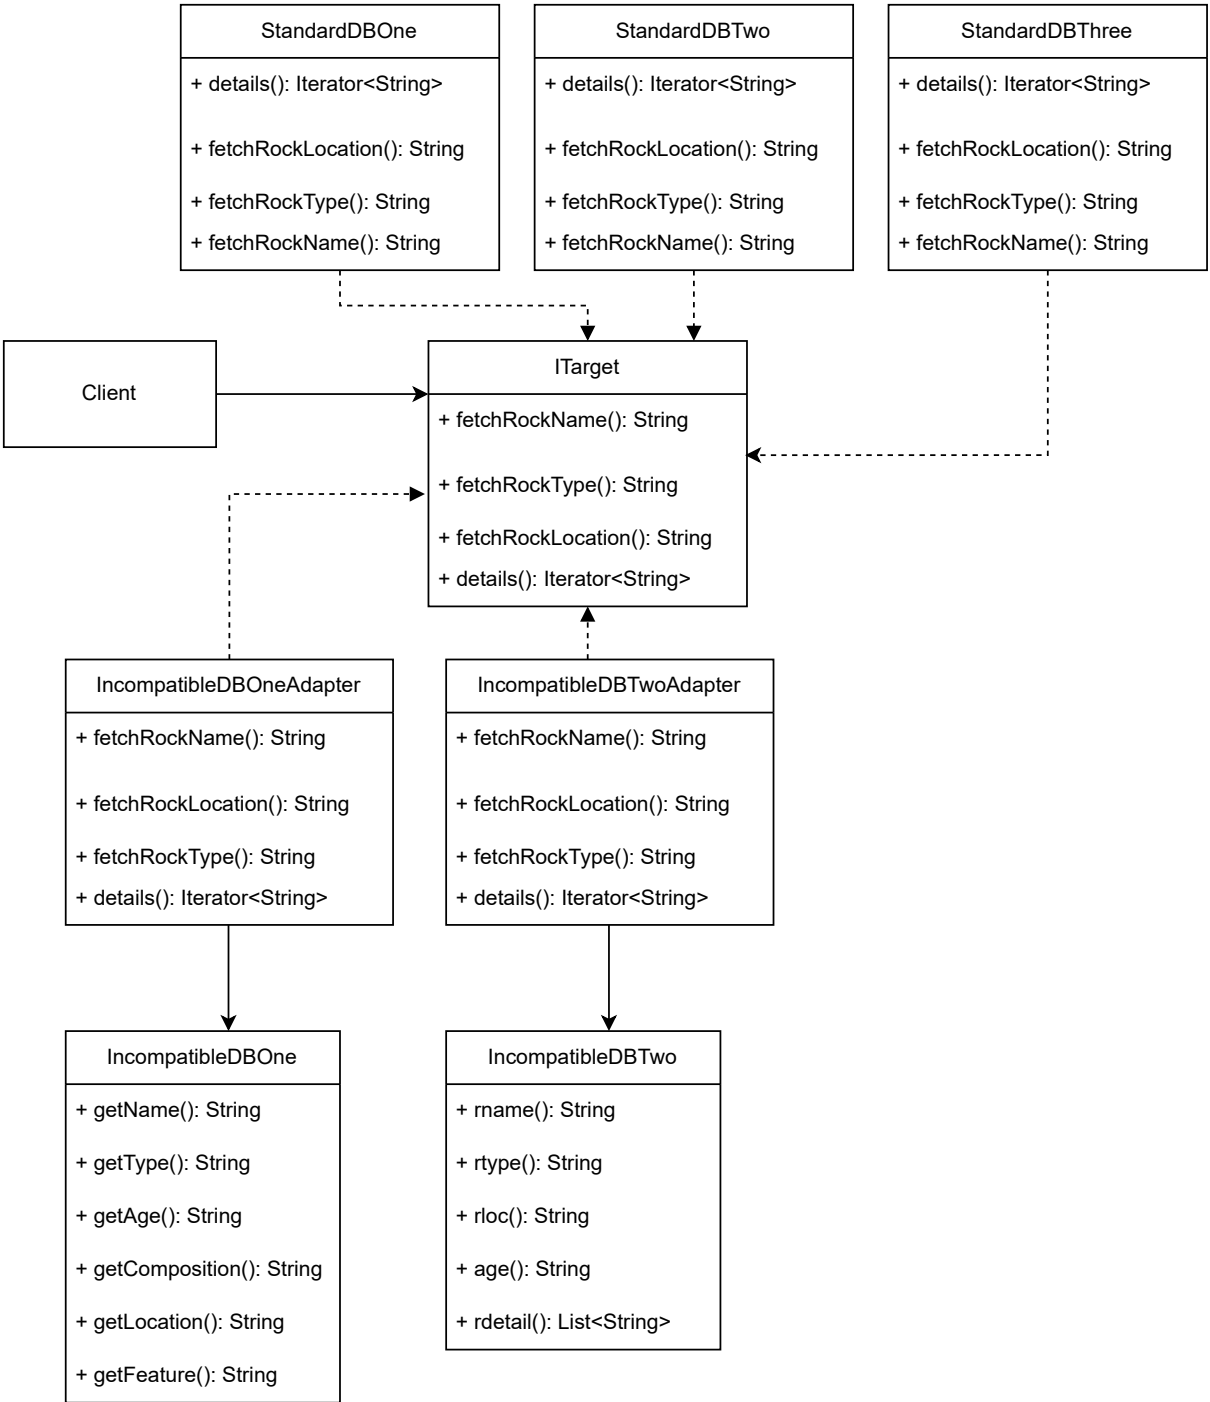 StandardDBOne
+ details(): Iterator<String>
+ fetchRockLocation(): String
+ fetchRockType(): String
+ fetchRockName(): String
StandardDBTwo
+ details(): Iterator<String>
+ fetchRockLocation(): String
+ fetchRockType(): String
+ fetchRockName(): String
StandardDBThree
+ details(): Iterator<String>
+ fetchRockLocation(): String
+ fetchRockType(): String
+ fetchRockName(): String
Client
ITarget
+ fetchRockName(): String
+ fetchRockType(): String
+ fetchRockLocation(): String
+ details(): Iterator<String>
IncompatibleDBOneAdapter
+ fetchRockName(): String
+ fetchRockLocation(): String
+ fetchRockType(): String
+ details(): Iterator<String>
IncompatibleDBTwoAdapter
+ fetchRockName(): String
+ fetchRockLocation(): String
+ fetchRockType(): String
+ details(): Iterator<String>
IncompatibleDBOne
+ getName(): String
+ getType(): String
+ getAge(): String
+ getComposition(): String
+ getLocation(): String
+ getFeature(): String
IncompatibleDBTwo
+ rname(): String
+ rtype(): String
+ rloc(): String
+ age(): String
+ rdetail(): List<String>